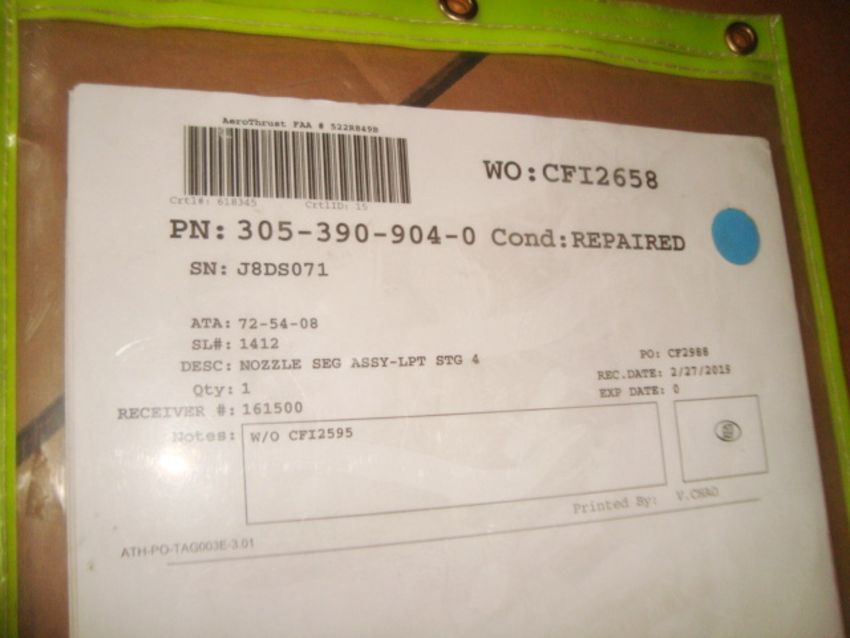 AeroThrust FAA # 522R849B
Crtl#: 618345 CrtlID: 15
WO:CFI2658
PN: 305-390-904-0 Cond:REPAIRED
SN: J8DS071
ATA: 72-54-08
SL#: 1412
DESC: NOZZLE SEG ASSY-LPT STG 4
Qty: 1
RECEIVER #: 161500
PO: CF2988
REC.DATE: 2/27/2015
EXP DATE: 0
Notes: W/O CFI2595
Printed By: V.CHAO
ATH-PO-TAG003E-3.01